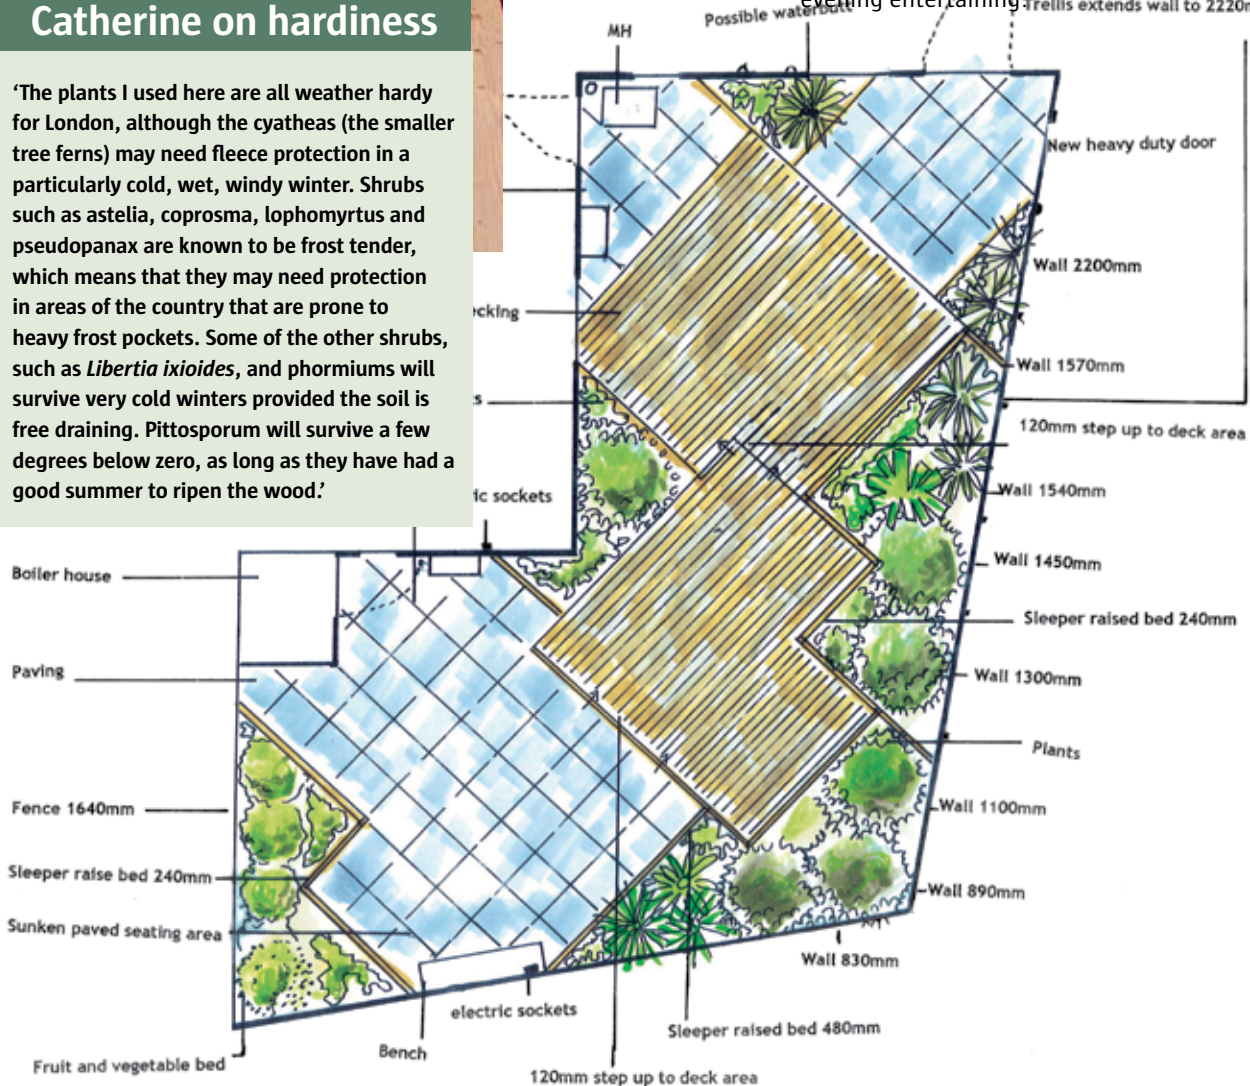 Catherine on hardiness
‘The plants I used here are all weather hardy
for London, although the cyatheas (the smaller
tree ferns) may need fleece protection in a
particularly cold, wet, windy winter. Shrubs
such as astelia, coprosma, lophomyrtus and
pseudopanax are known to be frost tender,
which means that they may need protection
in areas of the country that are prone to
heavy frost pockets. Some of the other shrubs,
such as Libertia ixioides, and phormiums will
survive very cold winters provided the soil is
free draining. Pittosporum will survive a few
degrees below zero, as long as they have had a
good summer to ripen the wood.’
evening entertaining.
Possible waterbutt
Trellis extends wall to 2220m
MH
New heavy duty door
Wall 2200mm
ecking
Wall 1570mm
s
120mm step up to deck area
Wall 1540mm
ric sockets
Wall 1450mm
Boiler house
Sleeper raised bed 240mm
Paving
Wall 1300mm
Plants
Fence 1640mm
Wall 1100mm
Sleeper raise bed 240mm
Wall 890mm
Sunken paved seating area
Wall 830mm
electric sockets
Sleeper raised bed 480mm
Bench
Fruit and vegetable bed
120mm step up to deck area